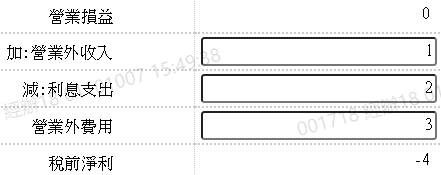 營業損益 0
加:營業外收入 1
減:利息支出 2
營業外費用 3
稅前淨利 -4